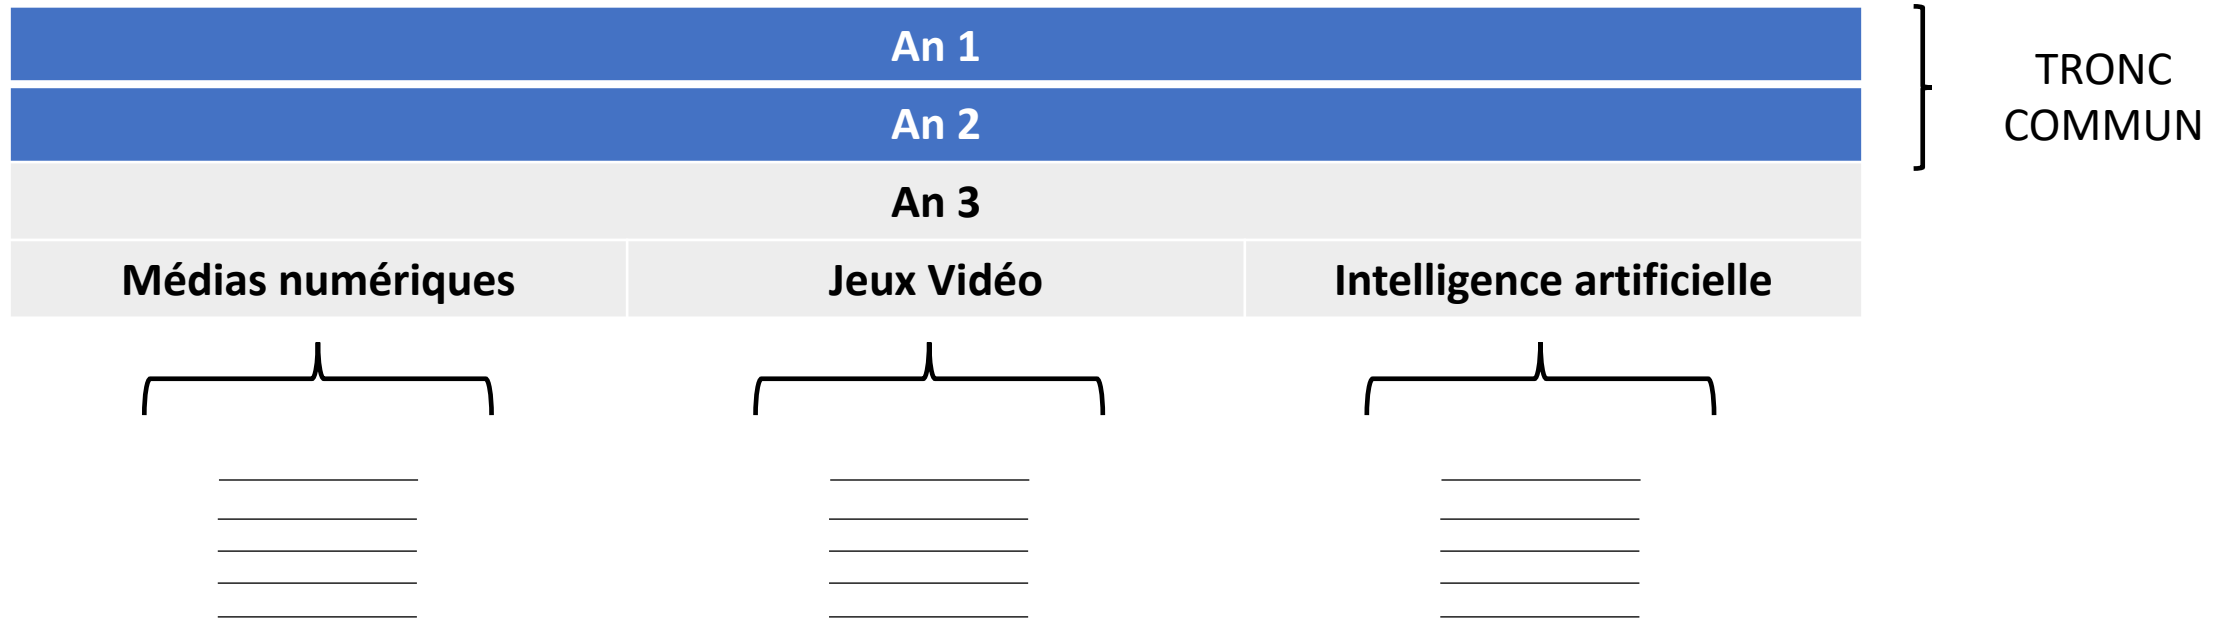 An 1
TRONC
COMMUN
An 2
An 3
Médias numériques
Jeux Vidéo
Intelligence artificielle